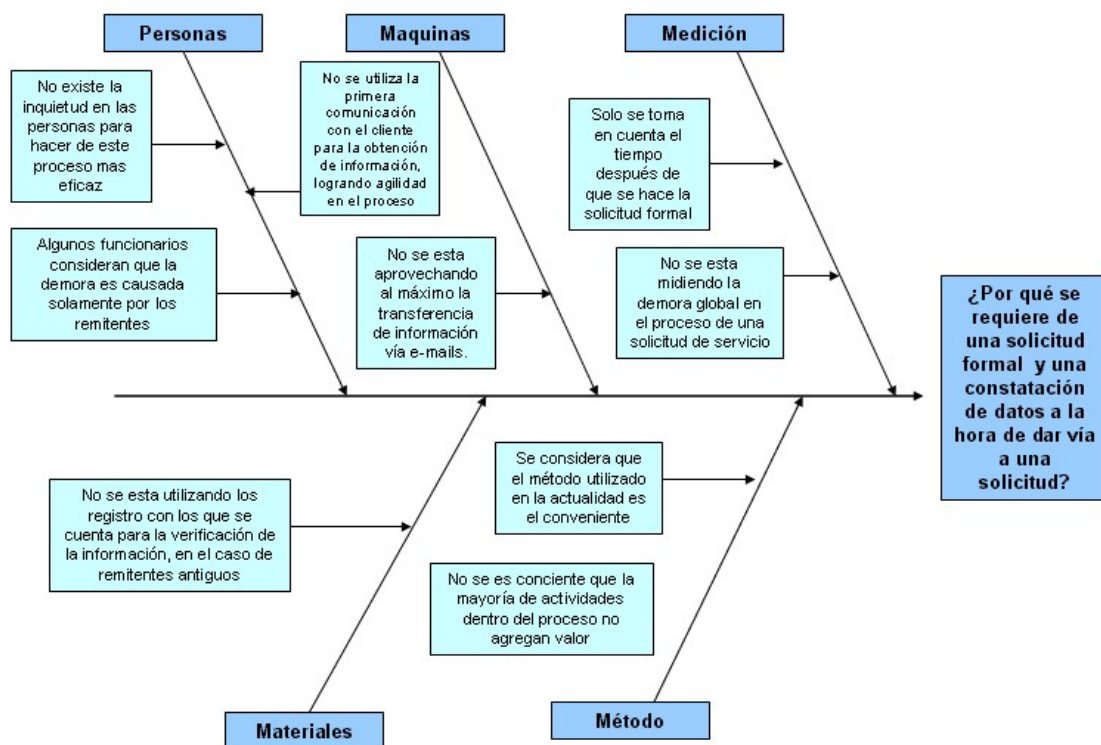 Personas
Maquinas
Medición
No existe la
inquietud en las
personas para
hacer de este
proceso mas
eficaz
No se utiliza la
primera
comunicación
con el cliente
para la obtención
de información,
logrando agilidad
en el proceso
Solo se toma
en cuenta el
tiempo
después de
que se hace la
solicitud formal
Algunos funcionarios
consideran que la
demora es causada
solamente por los
remitentes
No se esta
aprovechando
al máximo la
transferencia
de información
vía e-mails.
No se esta
midiendo la
demora global en
el proceso de una
solicitud de servicio
¿Por qué se
requiere de
una solicitud
formal y una
constatación
de datos a la
hora de dar vía
a una
solicitud?
No se esta utilizando los
registro con los que se
cuenta para la verificación de
la información, en el caso de
remitentes antiguos
Se considera que
el método utilizado
en la actualidad es
el conveniente
No se es conciente que la
mayoría de actividades
dentro del proceso no
agregan valor
Materiales
Método